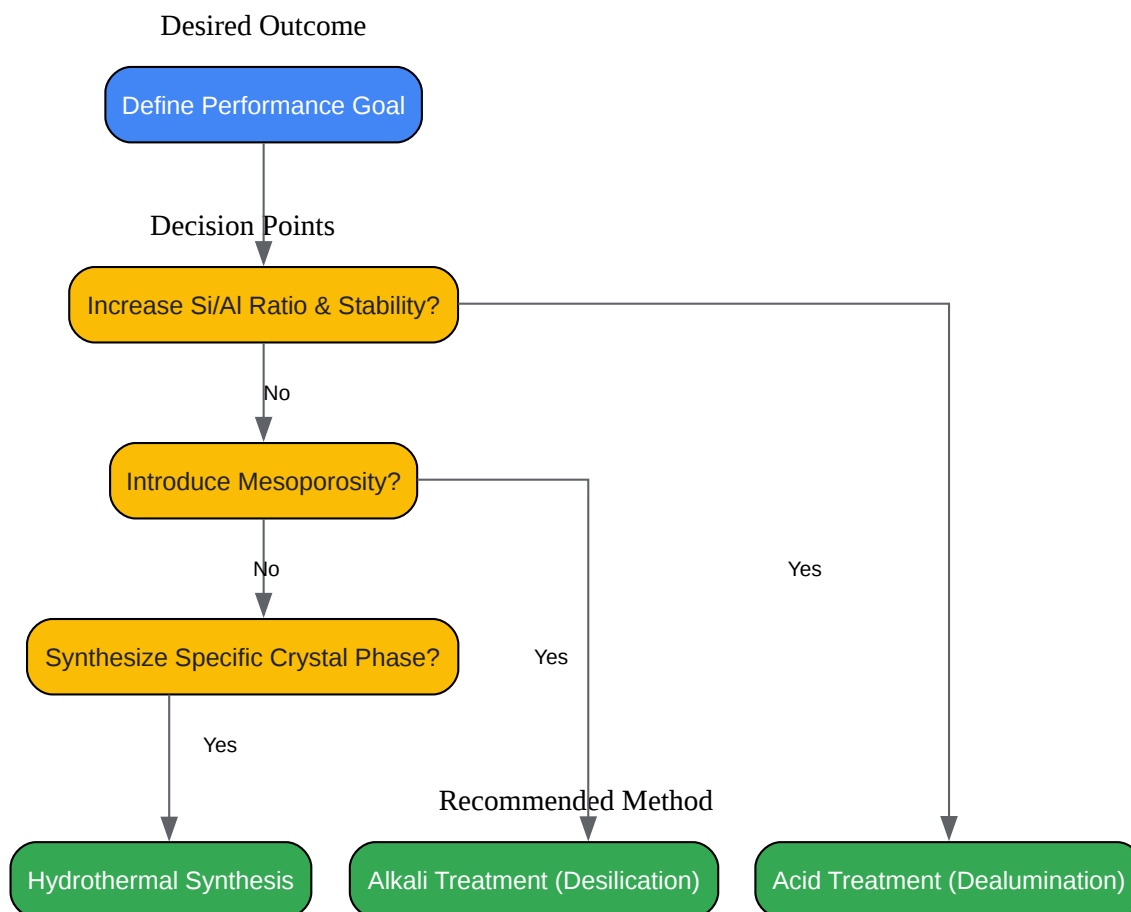 Desired Outcome
Define Performance Goal
Decision Points
Increase Si/Al Ratio & Stability?
No
Introduce Mesoporosity?
No
Yes
Synthesize Specific Crystal Phase?
Yes
Yes
Recommended Method
Hydrothermal Synthesis
Alkali Treatment (Desilication)
Acid Treatment (Dealumination)